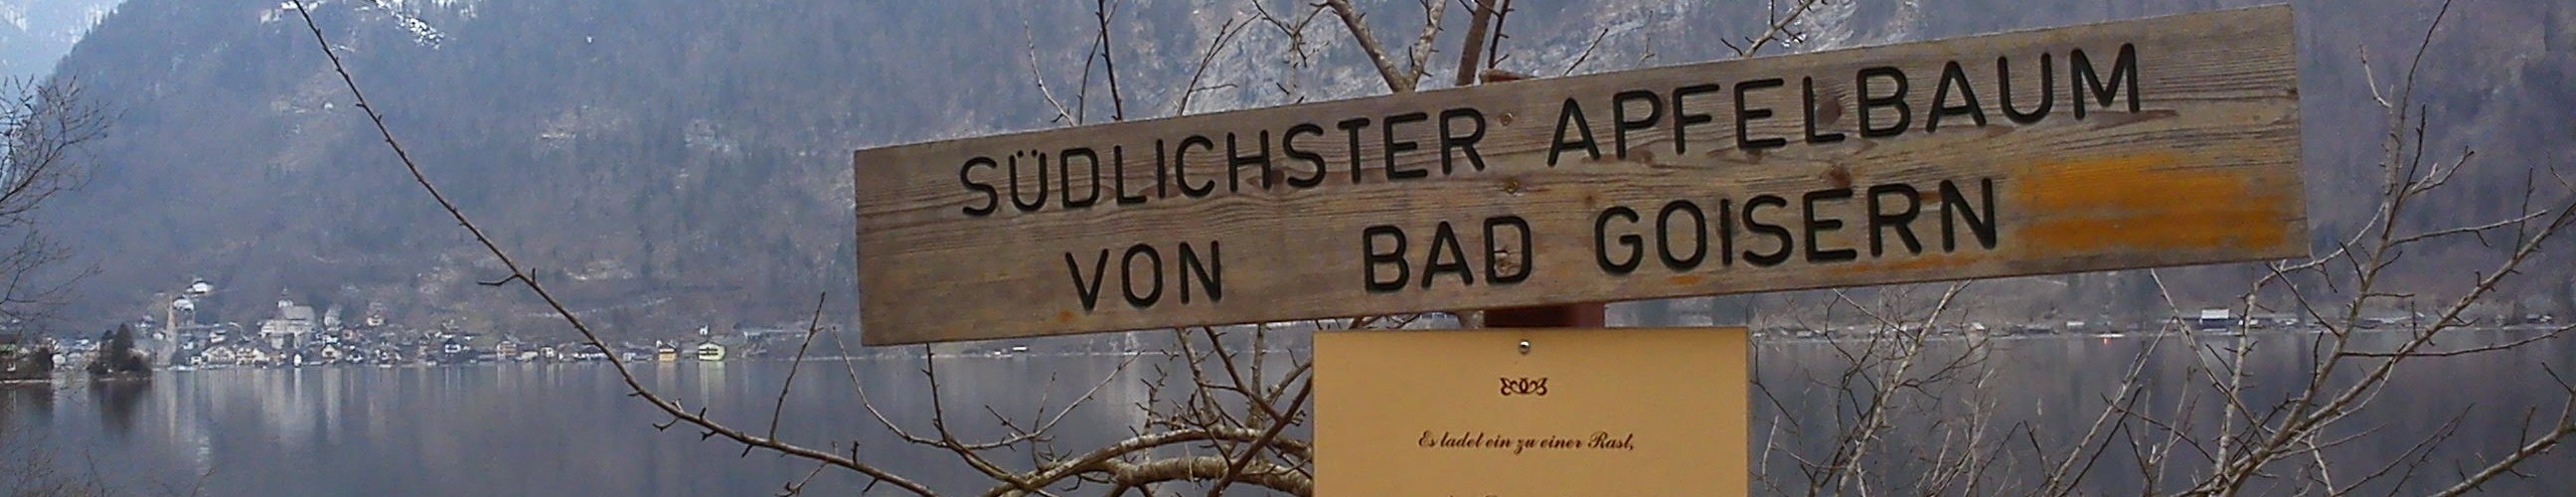 SÜDLICHSTER APFELBAUM
VON BAD GOISERN
Es ladet ein zu einer Rast,